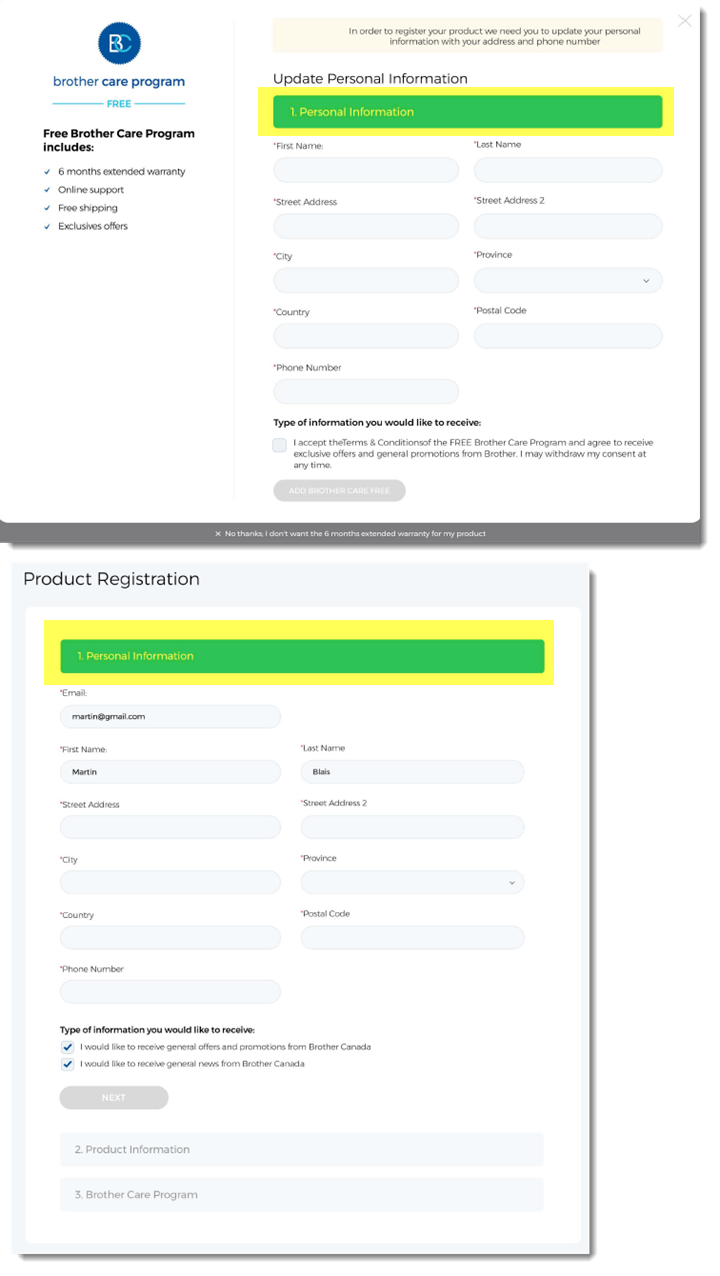 BC
brother care program
FREE
Free Brother Care Program
includes:
6 months extended warranty
Online support
Free shipping
Exclusives offers
In order to register your product we need you to update your personal
information with your address and phone number
Update Personal Information
1. Personal Information
*First Name:
*Last Name
*Street Address
*Street Address 2
*City
*Province
*Country
*Postal Code
*Phone Number
Type of information you would like to receive:
I accept theTerms & Conditionsof the FREE Brother Care Program and agree to receive
exclusive offers and general promotions from Brother. I may withdraw my consent at
any time.
ADD BROTHER CARE FREE
× No thanks, I don't want the 6 months extended warranty for my product
Product Registration
1. Personal Information
*Email:
martin@gmail.com
*First Name:
*Last Name
Martin
Blais
*Street Address
*Street Address 2
*City
*Province
*Country
*Postal Code
*Phone Number
Type of information you would like to receive:
I would like to receive general offers and promotions from Brother Canada
I would like to receive general news from Brother Canada
NEXT
2. Product Information
3. Brother Care Program